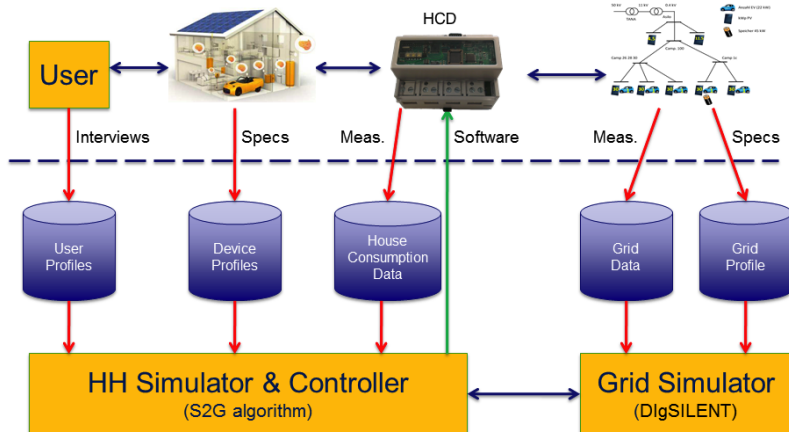 HCD
User
Interviews
Specs
Meas.
Software
Meas.
Specs
User
Profiles
Device
Profiles
House
Consumption
Data
Grid
Data
Grid
Profile
HH Simulator & Controller
(S2G algorithm)
Grid Simulator
(DIgSILENT)